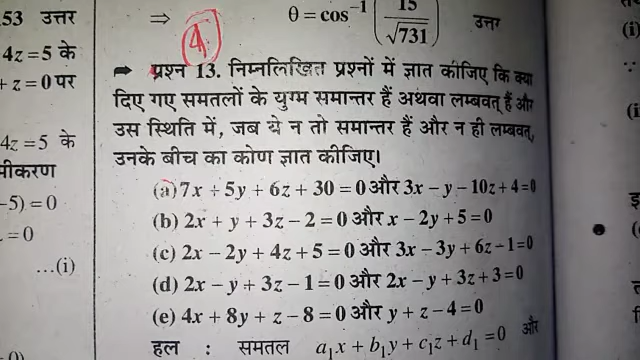 53 उत्तर
4z = 5 के
+ z = 0 पर
4z = 5 के
मीकरण
-5) = 0
= 0
...(i)
⇒ θ = cos⁻¹ (15/√731) उत्तर
4
➡ प्रश्न 13. निम्नलिखित प्रश्नों में ज्ञात कीजिए कि क्या
दिए गए समतलों के युग्म समान्तर हैं अथवा लम्बवत् हैं और
उस स्थिति में, जब ये न तो समान्तर हैं और न ही लम्बवत्,
उनके बीच का कोण ज्ञात कीजिए।
(a) 7x + 5y + 6z + 30 = 0 और 3x – y – 10z + 4 = 0
(b) 2x + y + 3z – 2 = 0 और x – 2y + 5 = 0
(c) 2x – 2y + 4z + 5 = 0 और 3x – 3y + 6z – 1 = 0
(d) 2x – y + 3z – 1 = 0 और 2x – y + 3z + 3 = 0
(e) 4x + 8y + z – 8 = 0 और y + z – 4 = 0
हल : समतल a₁x + b₁y + c₁z + d₁ = 0 और
(i)
∵